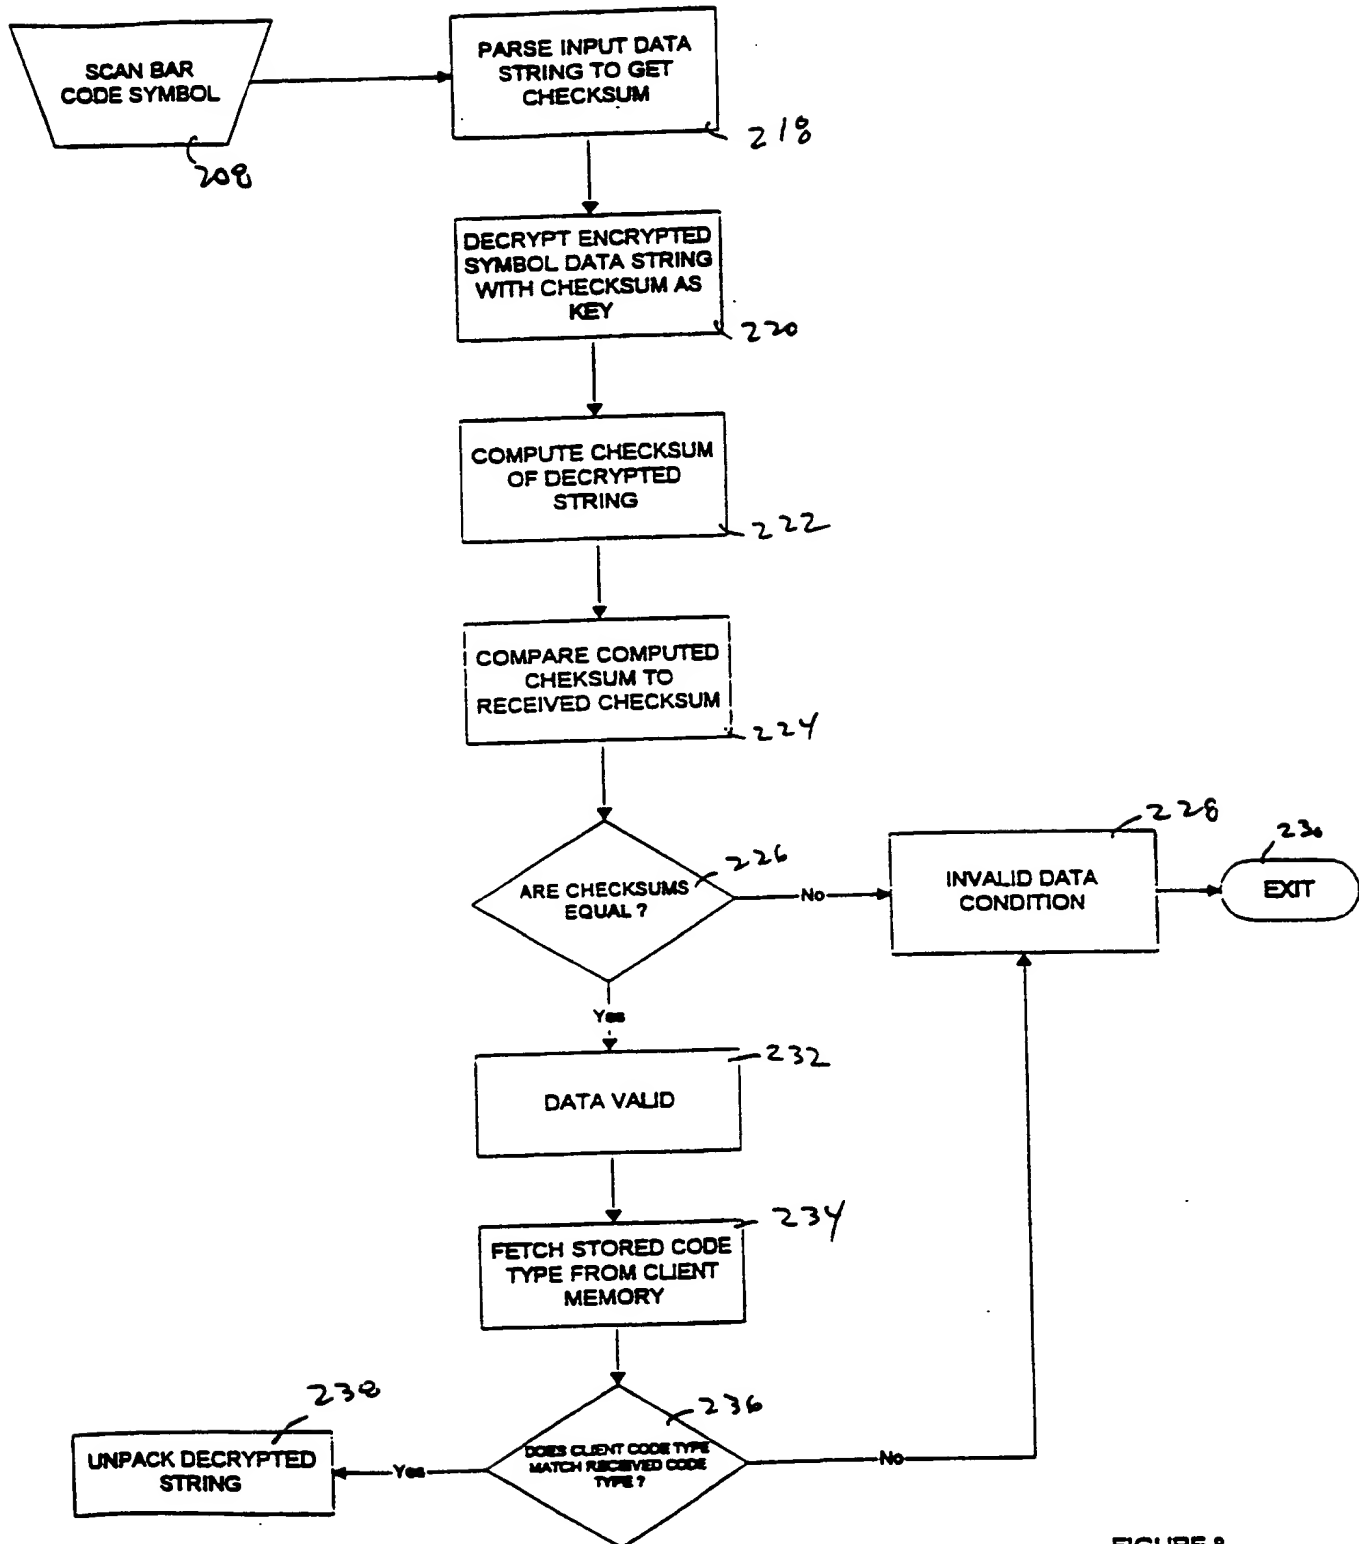 SCAN BAR
CODE SYMBOL
208
PARSE INPUT DATA
STRING TO GET
CHECKSUM
218
DECRYPT ENCRYPTED
SYMBOL DATA STRING
WITH CHECKSUM AS
KEY
220
COMPUTE CHECKSUM
OF DECRYPTED
STRING
222
COMPARE COMPUTED
CHEKSUM TO
RECEIVED CHECKSUM
224
ARE CHECKSUMS
EQUAL ?
226
No
INVALID DATA
CONDITION
228
EXIT
230
Yes
DATA VALID
232
FETCH STORED CODE
TYPE FROM CLIENT
MEMORY
234
DOES CLIENT CODE TYPE
MATCH RECEIVED CODE
TYPE ?
236
No
Yes
UNPACK DECRYPTED
STRING
238
FIGURE 8